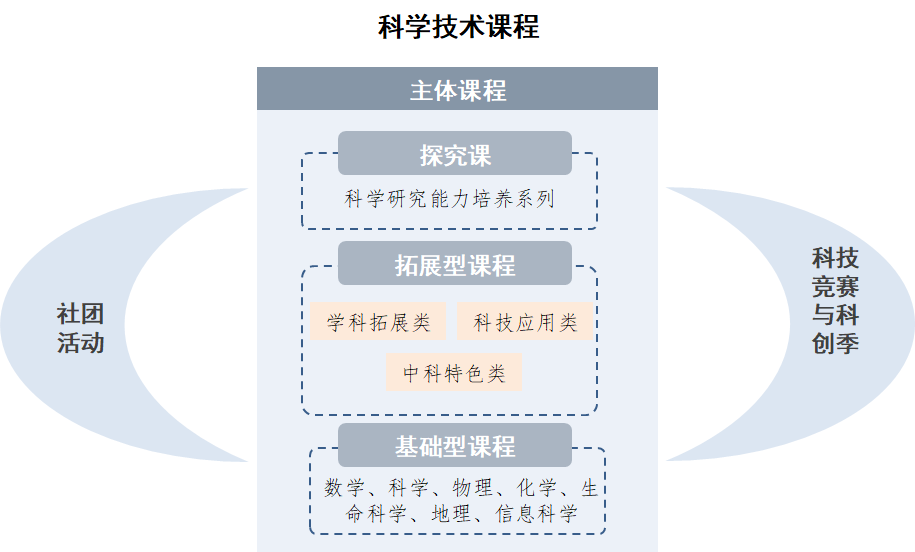 科学技术课程
主体课程
探究课
科学研究能力培养系列
拓展型课程
学科拓展类
科技应用类
中科特色类
基础型课程
数学、科学、物理、化学、生
命科学、地理、信息科学
社团
活动
科技
竞赛
与科
创季